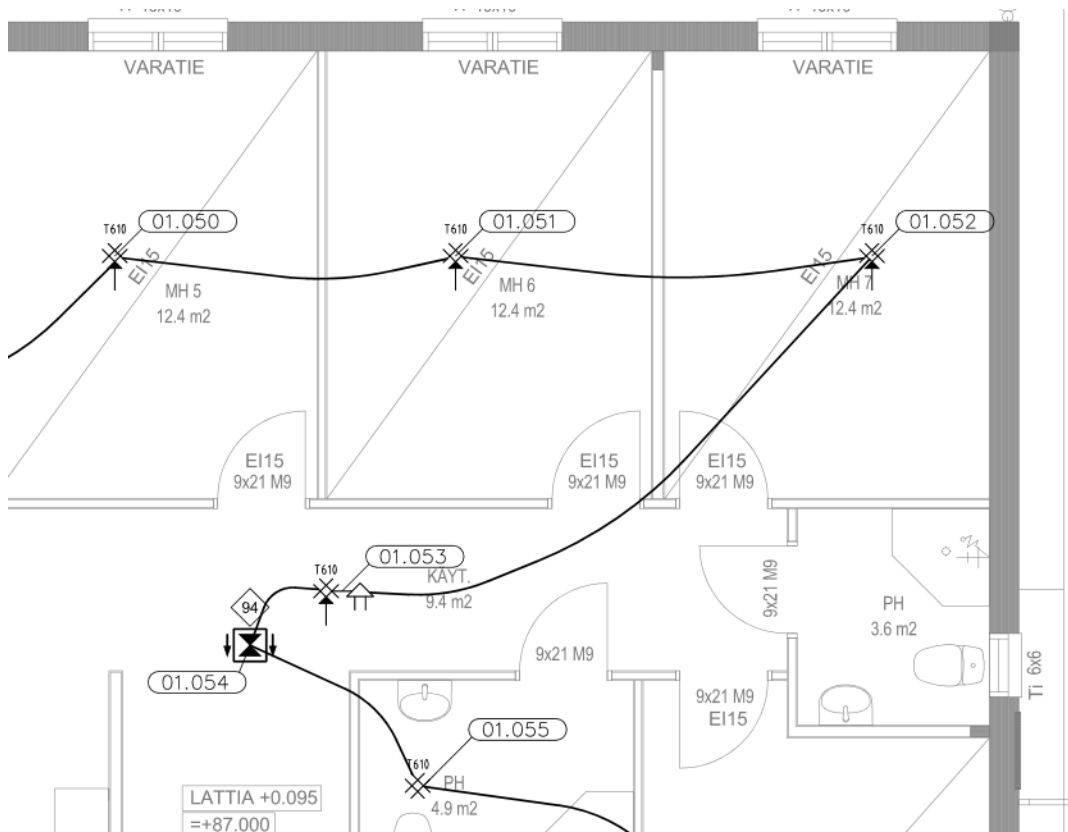 VARATIE
VARATIE
VARATIE
T610
01.050
T610
01.051
T610
01.052
EI15
EI15
EI15
MH 5
12.4 m2
MH 6
12.4 m2
MH 7
12.4 m2
EI15
9x21 M9
EI15
9x21 M9
EI15
9x21 M9
T610
01.053
KÄYT.
9.4 m2
94
01.054
9x21 M9
9x21 M9
PH
3.6 m2
Ti 6x6
9x21 M9
EI15
01.055
T610
PH
4.9 m2
LATTIA +0.095
=+87.000